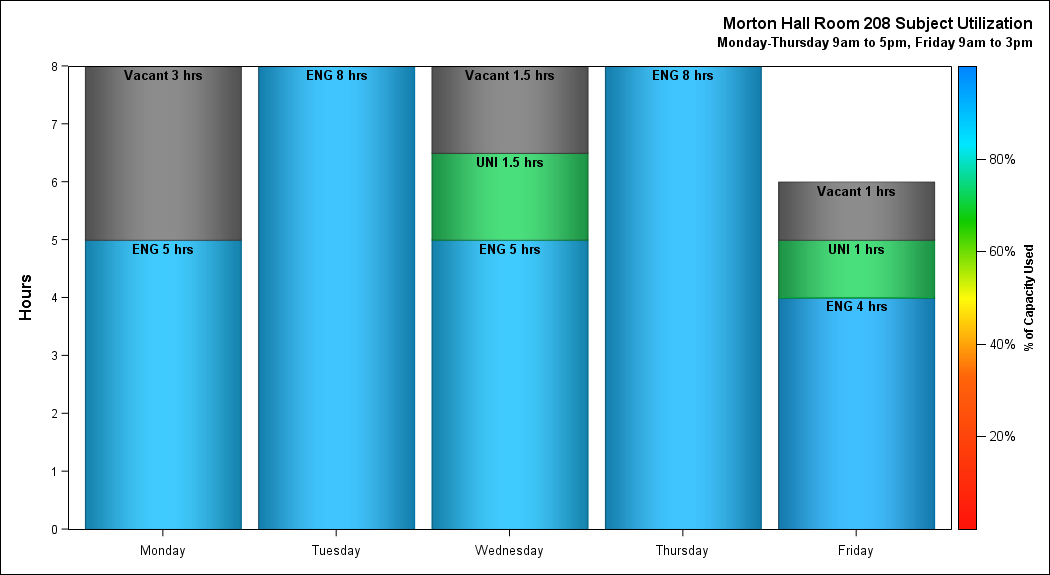 Morton Hall Room 208 Subject Utilization
Monday-Thursday 9am to 5pm, Friday 9am to 3pm
Hours
8
7
6
5
4
3
2
1
0
Vacant 3 hrs
ENG 5 hrs
ENG 8 hrs
Vacant 1.5 hrs
UNI 1.5 hrs
ENG 5 hrs
ENG 8 hrs
Vacant 1 hrs
UNI 1 hrs
ENG 4 hrs
Monday
Tuesday
Wednesday
Thursday
Friday
80%
60%
40%
20%
% of Capacity Used